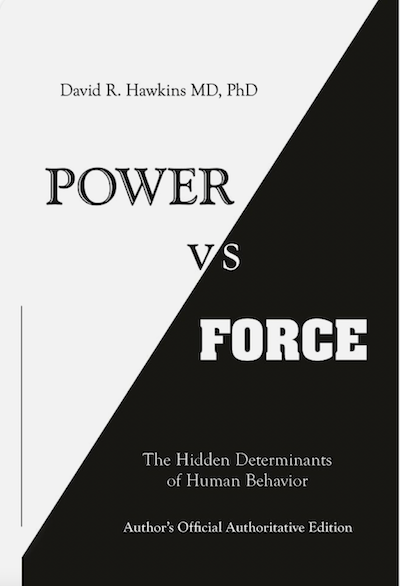 David R. Hawkins MD, PhD
POWER
VS
FORCE
The Hidden Determinants
of Human Behavior
Author's Official Authoritative Edition